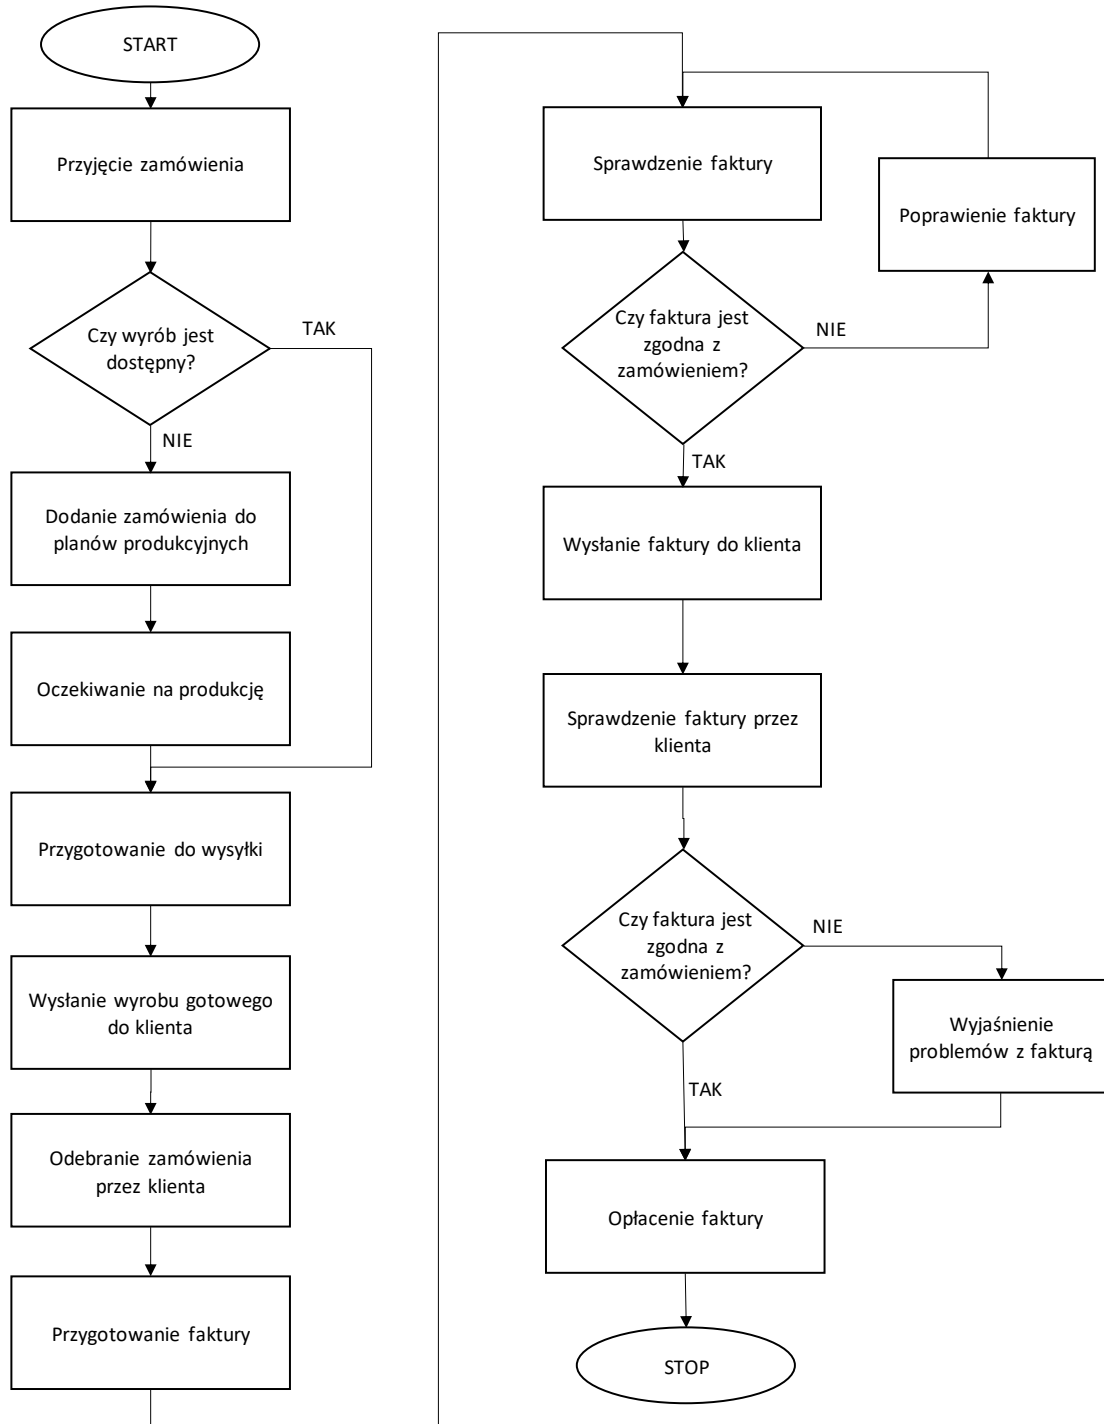 START
Przyjęcie zamówienia
Czy wyrób jest
dostępny?
TAK
NIE
Dodanie zamówienia do
planów produkcyjnych
Oczekiwanie na produkcję
Przygotowanie do wysyłki
Wysłanie wyrobu gotowego
do klienta
Odebranie zamówienia
przez klienta
Przygotowanie faktury
Sprawdzenie faktury
Poprawienie faktury
Czy faktura jest
zgodna z
zamówieniem?
NIE
TAK
Wysłanie faktury do klienta
Sprawdzenie faktury przez
klienta
Czy faktura jest
zgodna z
zamówieniem?
NIE
Wyjaśnienie
problemów z fakturą
TAK
Opłacenie faktury
STOP